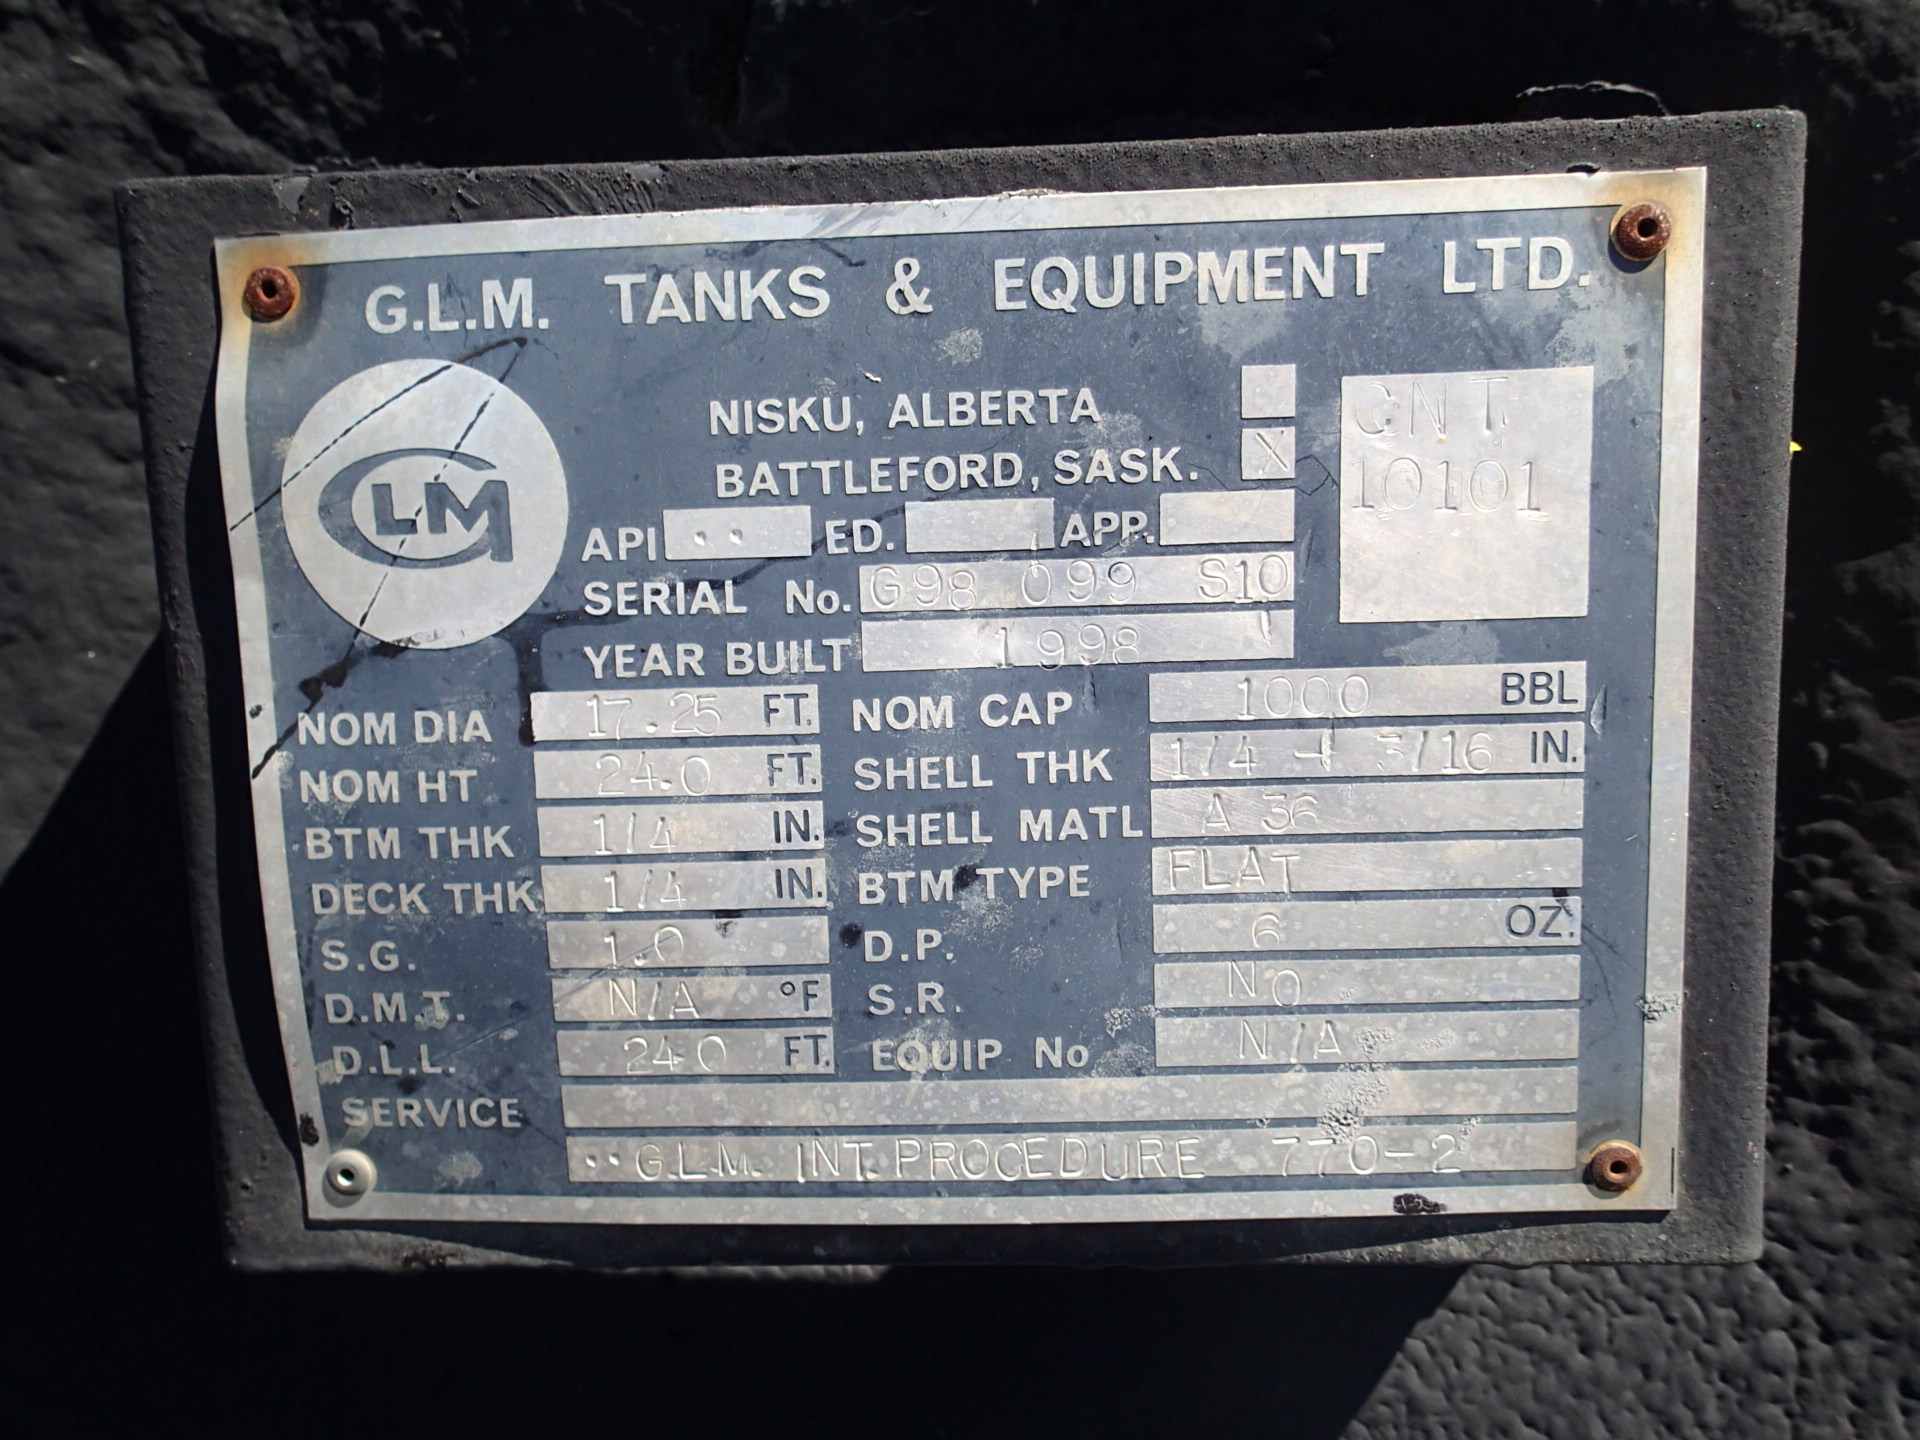 G.L.M. TANKS & EQUIPMENT LTD.
GLM
NISKU, ALBERTA
BATTLEFORD, SASK. X
CNT
10101
API .. ED. APP.
SERIAL No. G98 099 S10
YEAR BUILT 1998
NOM DIA 17.25 FT. NOM CAP 1000 BBL
NOM HT 24.0 FT. SHELL THK 1/4 - 3/16 IN.
BTM THK 1/4 IN. SHELL MATL A 36
DECK THK 1/4 IN. BTM TYPE FLAT
S.G. 1.0 D.P. 6 OZ.
D.M.T. N/A °F S.R. NO
D.L.L. 24.0 FT. EQUIP No N/A
SERVICE
.. G.L.M. INT. PROCEDURE 770-2